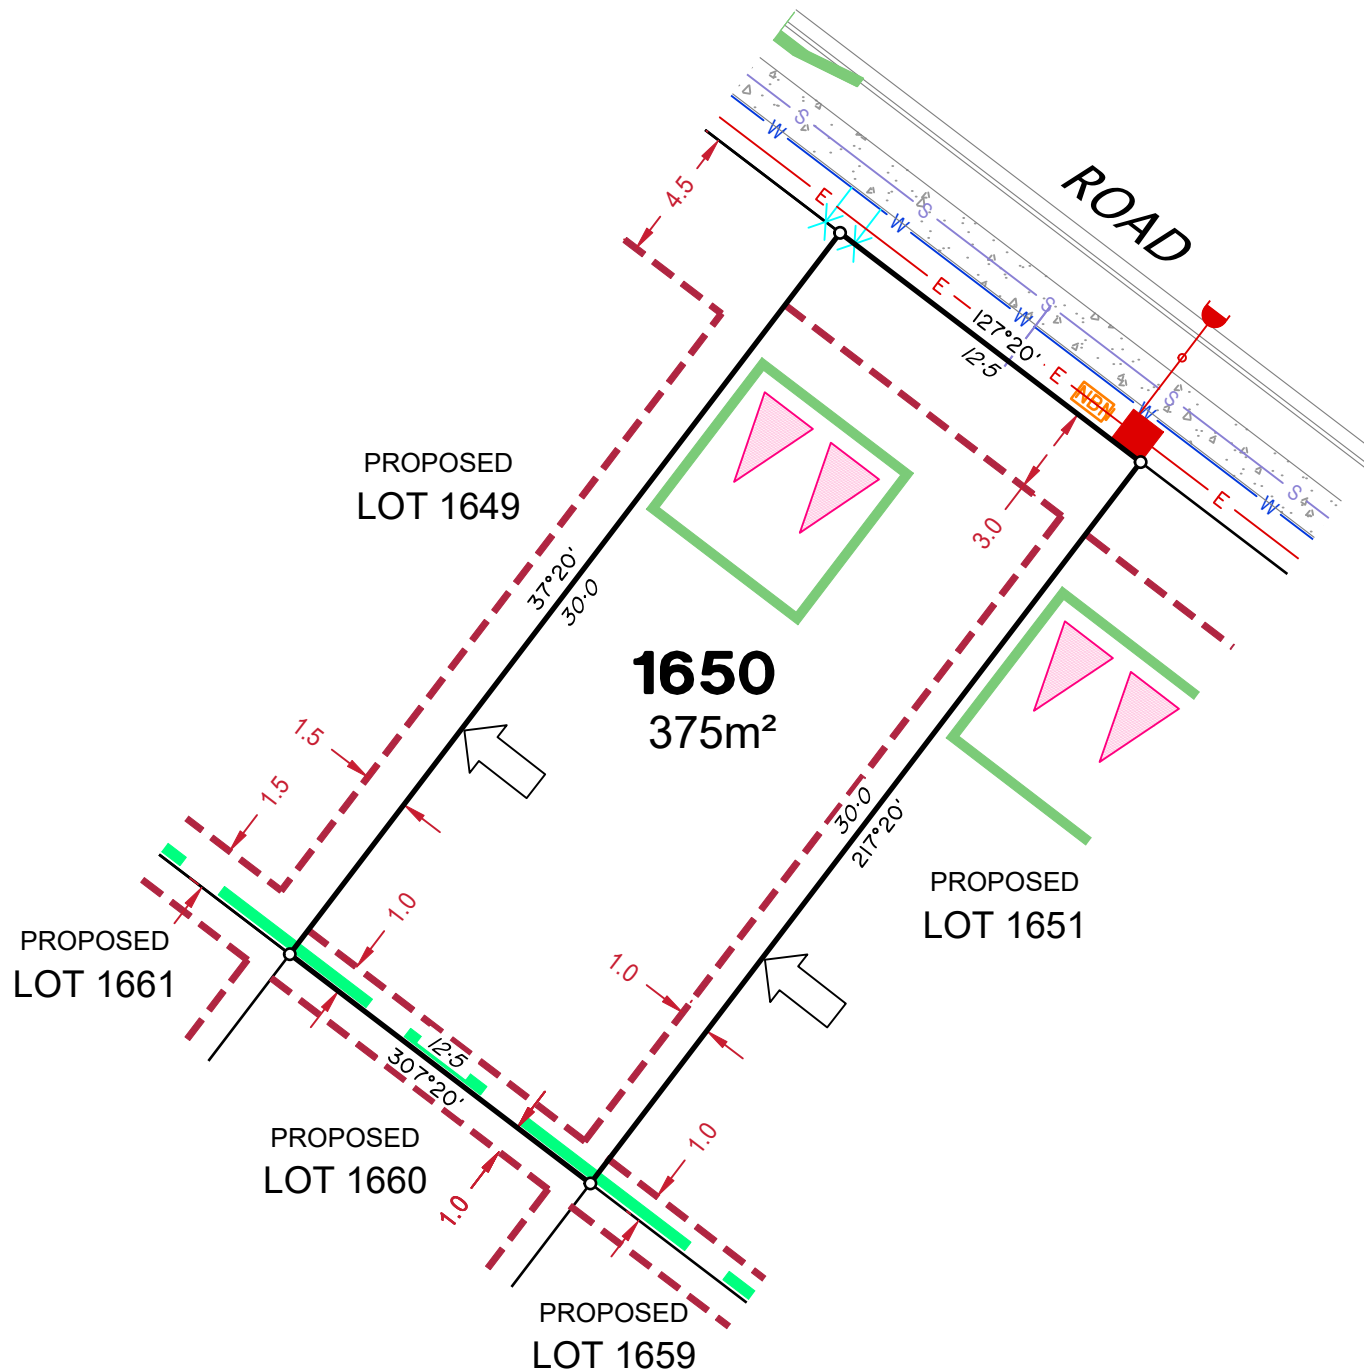 ROAD
4.5
E
W
S
W
S
E
127°20'
12.5
W
S
E
NBN
W
S
S
E
W
3.0
PROPOSED
LOT 1649
37°20'
30.0
1650
375m²
1.5
1.5
30.0
217°20'
PROPOSED
LOT 1651
1.0
PROPOSED
LOT 1661
1.0
12.5
307°20'
PROPOSED
LOT 1660
1.0
1.0
PROPOSED
LOT 1659